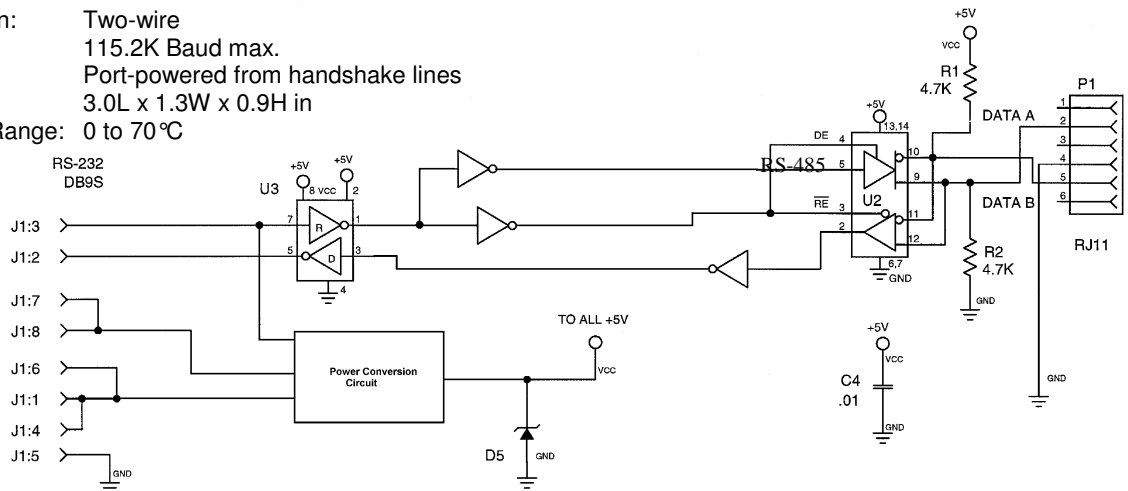 n: Two-wire
115.2K Baud max.
Port-powered from handshake lines
3.0L x 1.3W x 0.9H in
Range: 0 to 70°C
RS-232
DB9S
J1:3
J1:2
J1:7
J1:8
J1:6
J1:1
J1:4
J1:5
GND
U3
+5V
8 VCC
+5V
2
7
R
1
5
D
3
4
Power Conversion
Circuit
TO ALL +5V
VCC
D5
GND
RS-485
DE
4
5
+5V
13,14
10
9
U2
RE
3
2
11
12
6,7
GND
+5V
VCC
R1
4.7K
DATA A
DATA B
R2
4.7K
GND
+5V
VCC
C4
.01
GND
P1
1
2
3
4
5
6
RJ11
GND